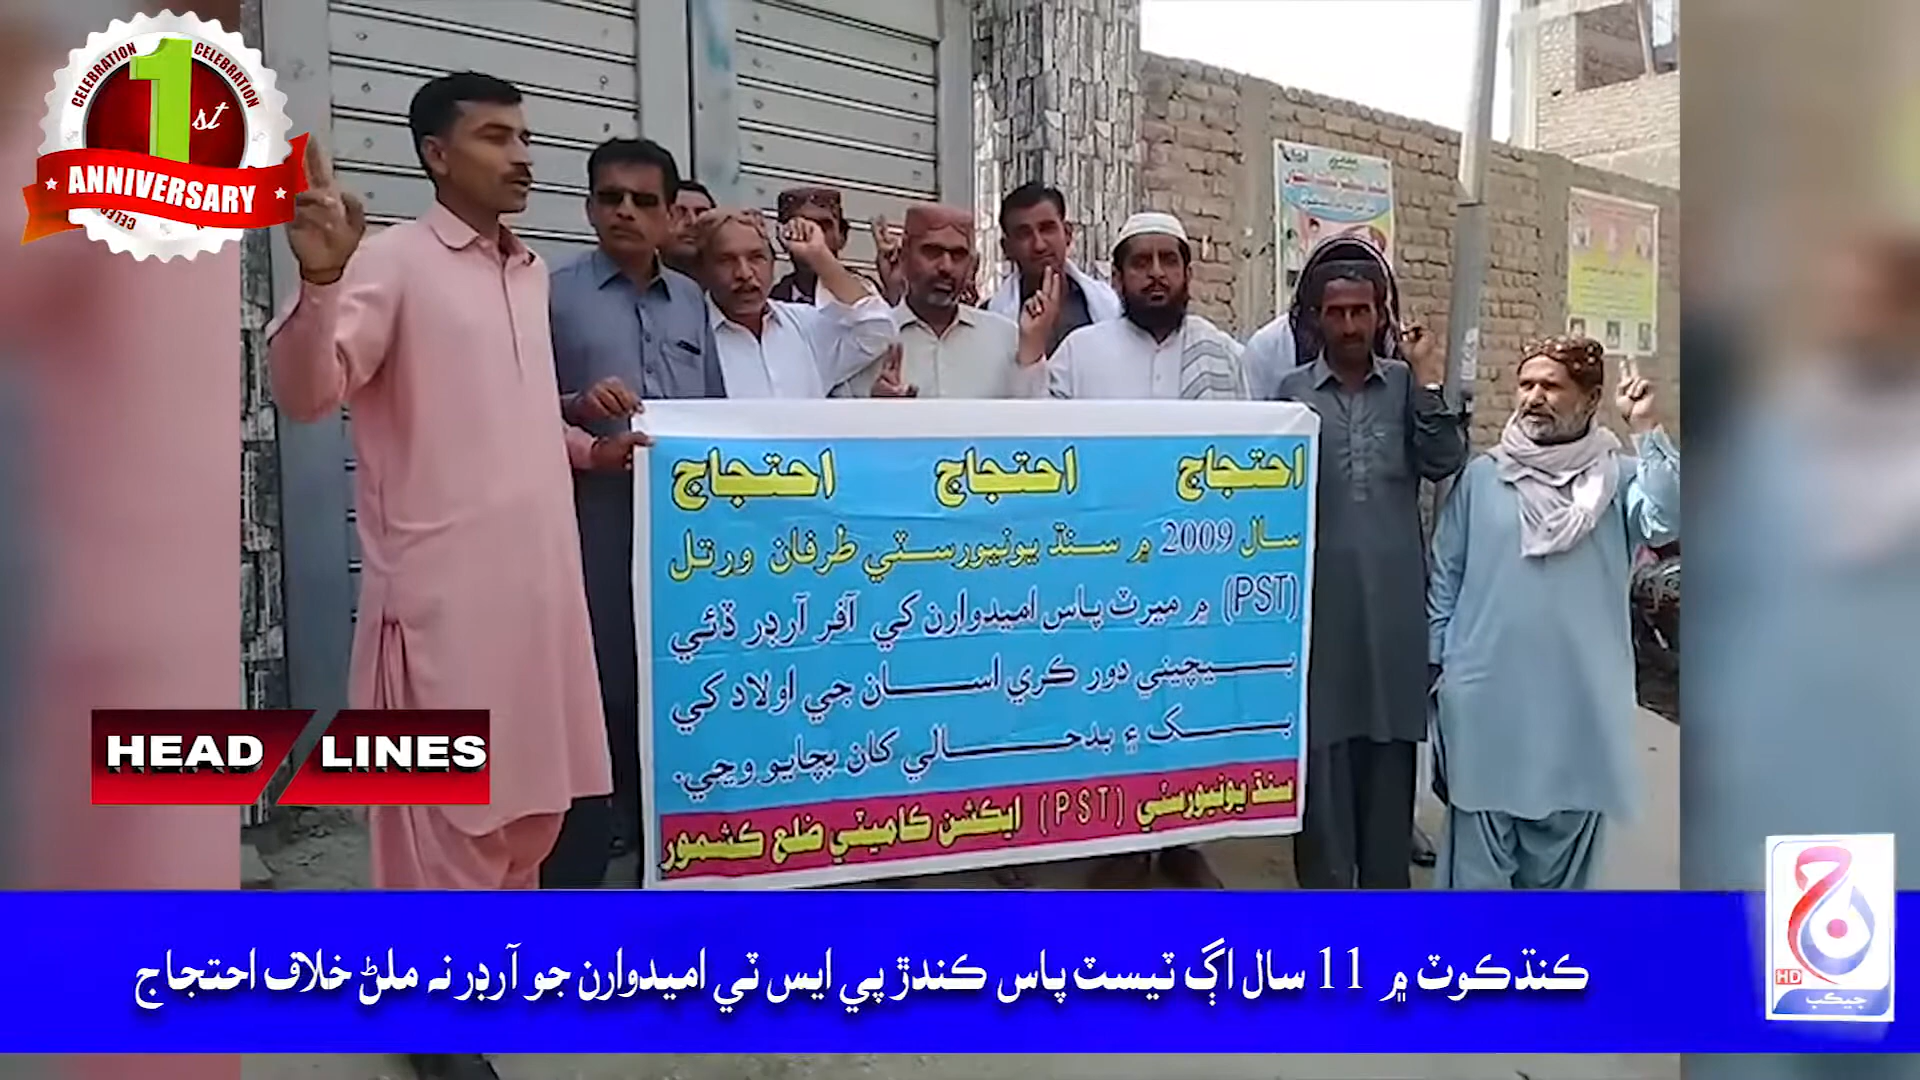 CELEBRATION CELEBRATION
1st
ANNIVERSARY
احتجاج احتجاج احتجاج
سال 2009 ۾ سنڌ يونيورسٽي طرفان ورتل
(PST) ۾ ميرٽ پاس اميدوارن کي آفر آرڊر ڏئي
بيچيني دور ڪري اسان جي اولاد کي
بک ۽ بدحالي کان بچايو وڃي.
سنڌ يونيورسٽي (PST) ايڪشن ڪاميٽي ضلع ڪشمور
HEAD LINES
ڪنڌڪوٽ ۾ 11 سال اڳ ٽيسٽ پاس ڪندڙ پي ايس ٽي اميدوارن جو آرڊر نہ ملڻ خلاف احتجاج
HD
جيڪب